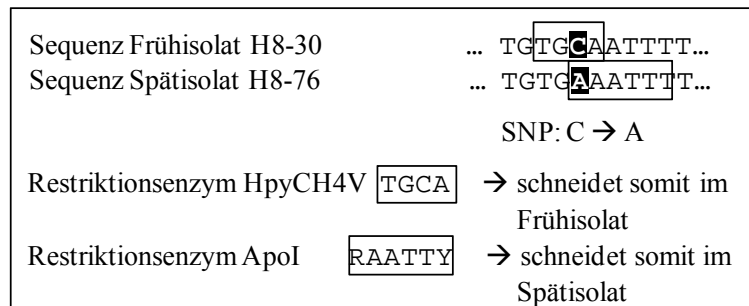 Sequenz Frühisolat H8-30 ... TGTGCAATTTT...
Sequenz Spätisolat H8-76 ... TGTGAAATTTT...
SNP: C → A
Restriktionsenzym HpyCH4V TGCA → schneidet somit im
Frühisolat
Restriktionsenzym ApoI RAATTY → schneidet somit im
Spätisolat